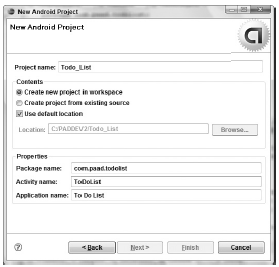 New Android Project
New Android Project
Project name: Todo_List
Contents
Create new project in workspace
Create project from existing source
Use default location
Location: C:/PADDEV2/Todo_List Browse...
Properties
Package name: com.paad.todolist
Activity name: ToDoList
Application name: To Do List
? < Back Next > Finish Cancel